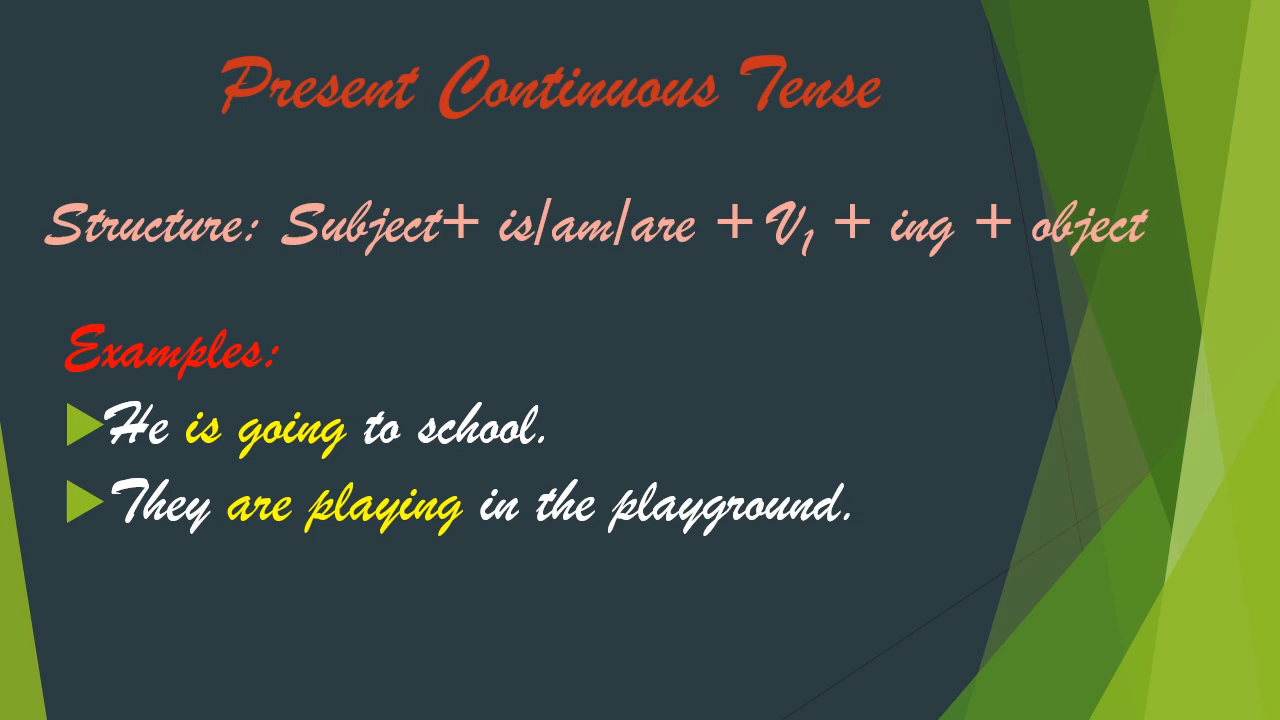 Present Continuous Tense
Structure: Subject+ is/am/are + V₁ + ing + object
Examples:
He is going to school.
They are playing in the playground.